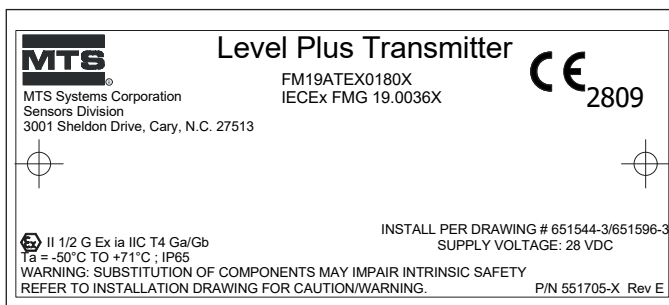 MTS
®
Level Plus Transmitter
FM19ATEX0180X
IECEx FMG 19.0036X
CE 2809
MTS Systems Corporation
Sensors Division
3001 Sheldon Drive, Cary, N.C. 27513
Ex II 1/2 G Ex ia IIC T4 Ga/Gb
Ta = -50°C TO +71°C ; IP65
INSTALL PER DRAWING # 651544-3/651596-3
SUPPLY VOLTAGE: 28 VDC
WARNING: SUBSTITUTION OF COMPONENTS MAY IMPAIR INTRINSIC SAFETY
REFER TO INSTALLATION DRAWING FOR CAUTION/WARNING.
P/N 551705-X Rev E